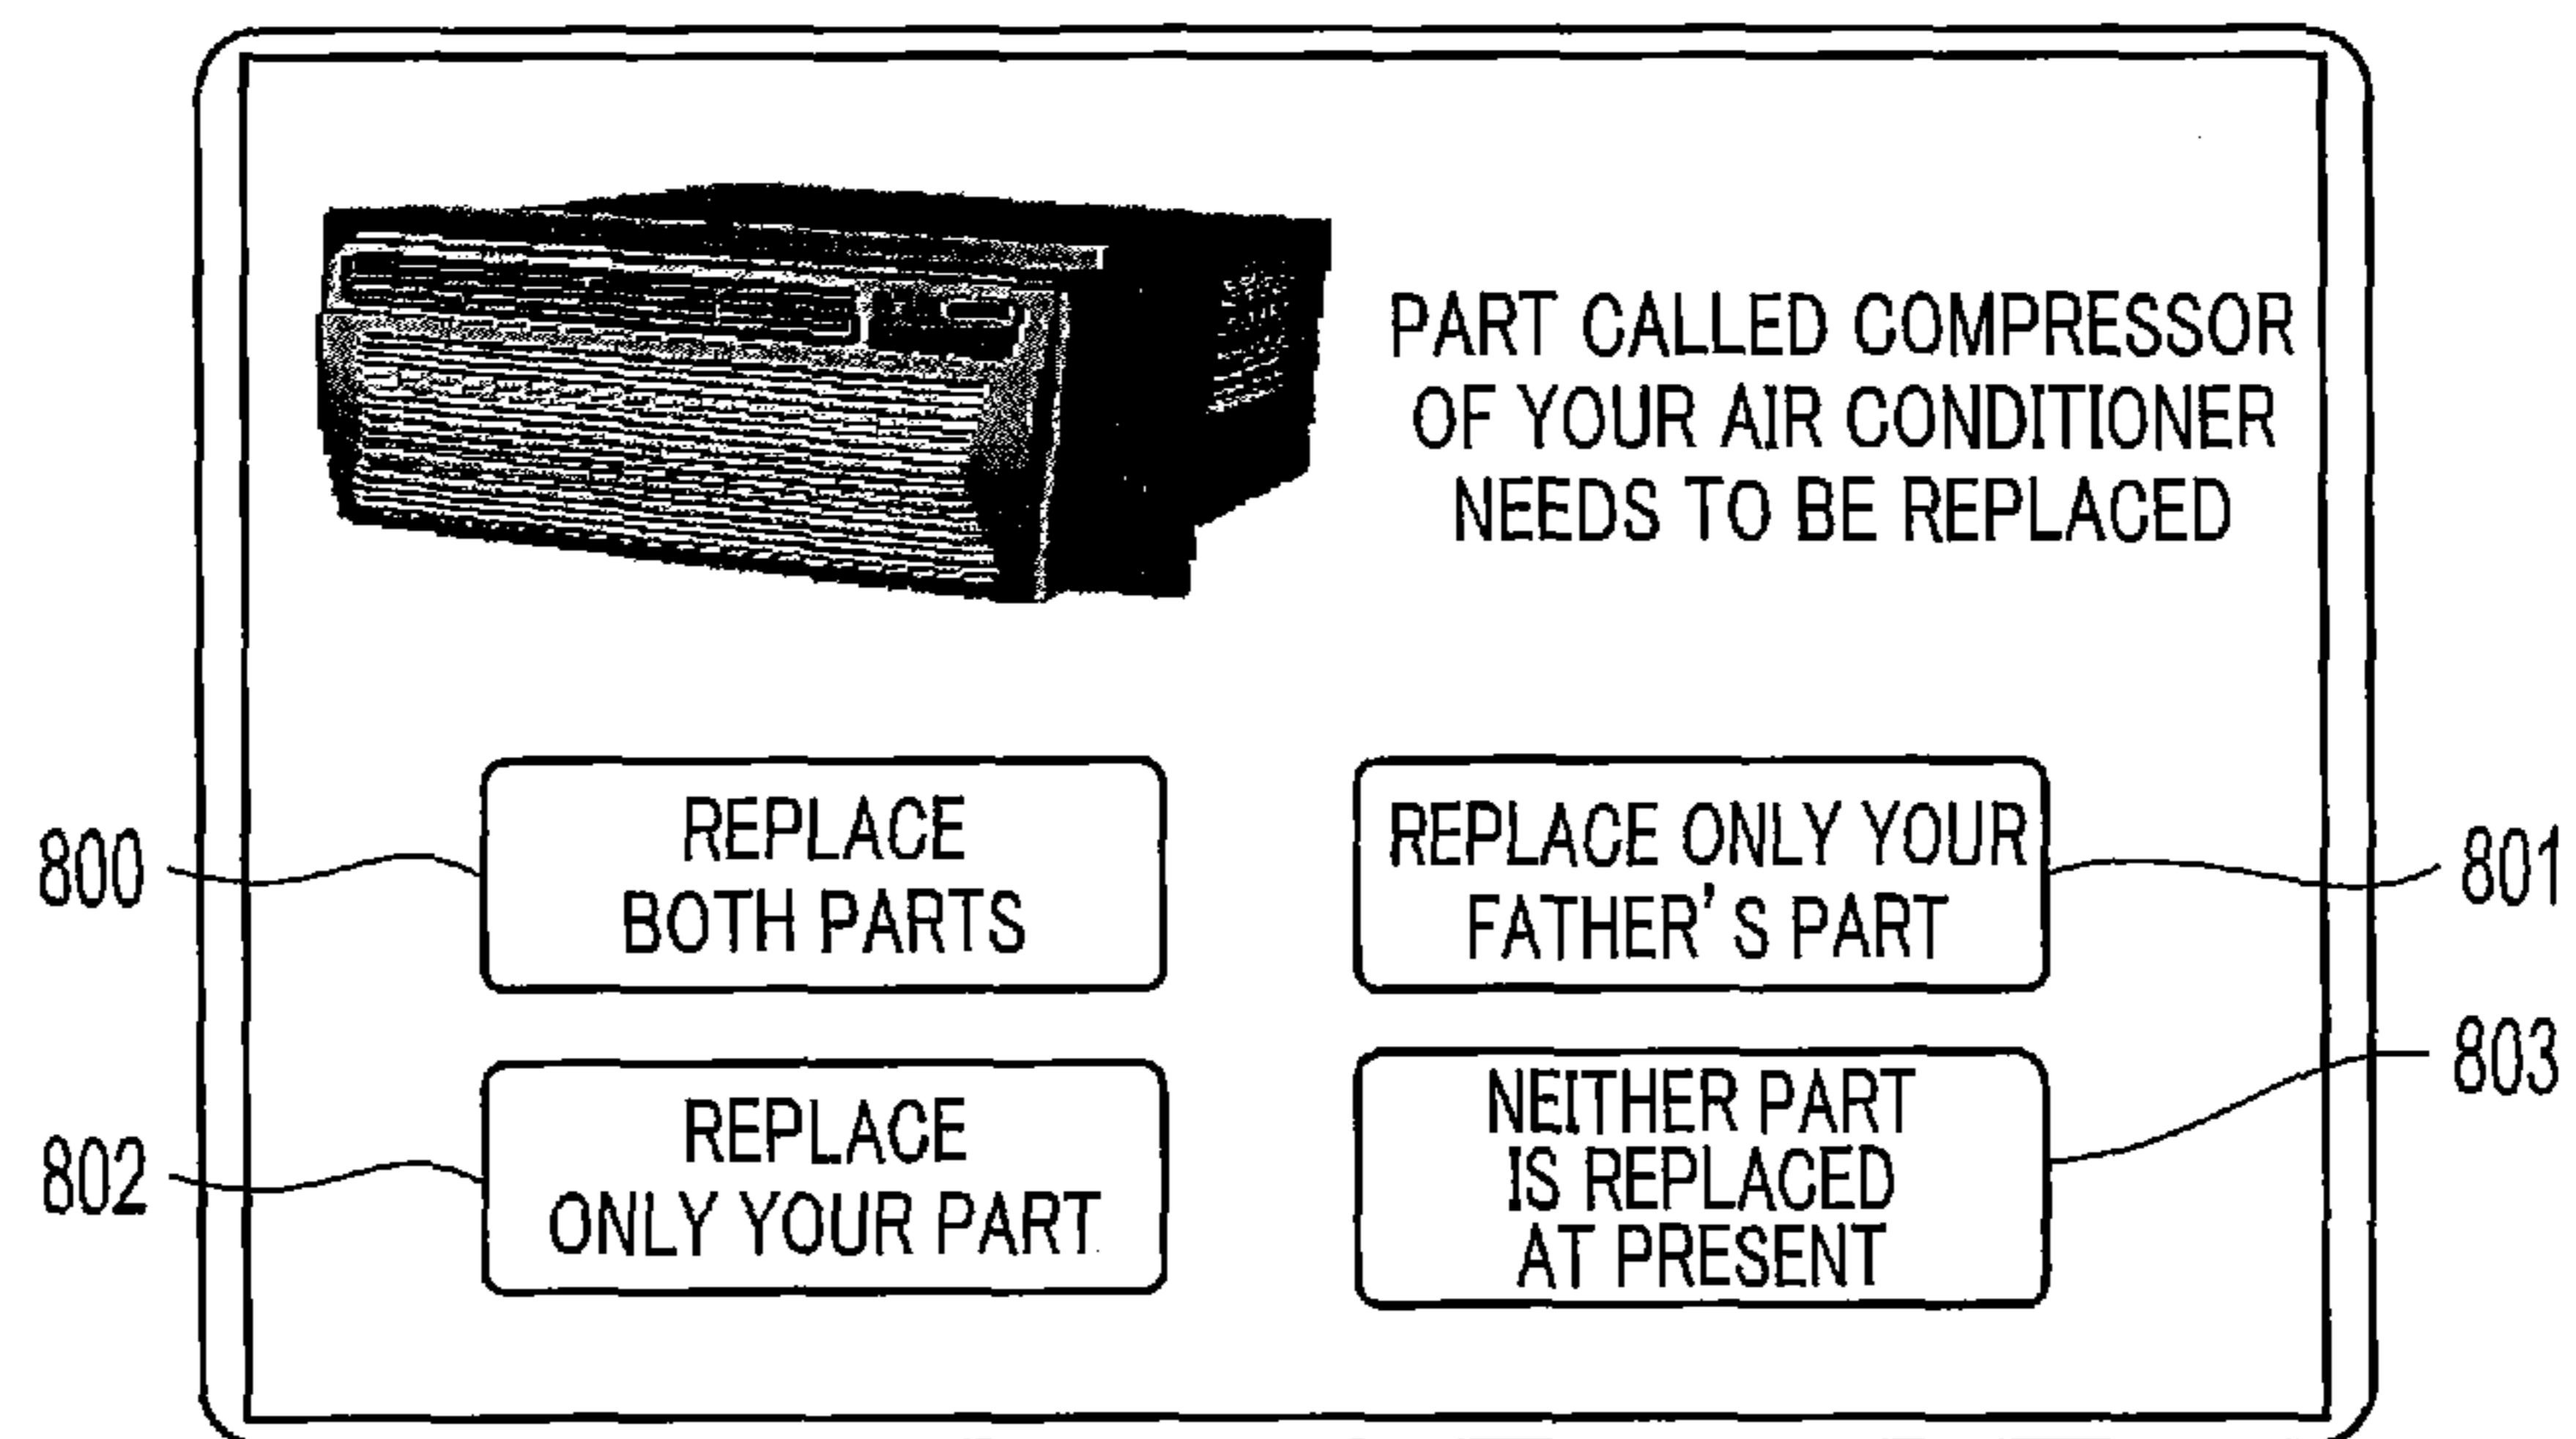 PART CALLED COMPRESSOR
OF YOUR AIR CONDITIONER
NEEDS TO BE REPLACED
800
REPLACE
BOTH PARTS
REPLACE ONLY YOUR
FATHER'S PART
801
802
REPLACE
ONLY YOUR PART
NEITHER PART
IS REPLACED
AT PRESENT
803